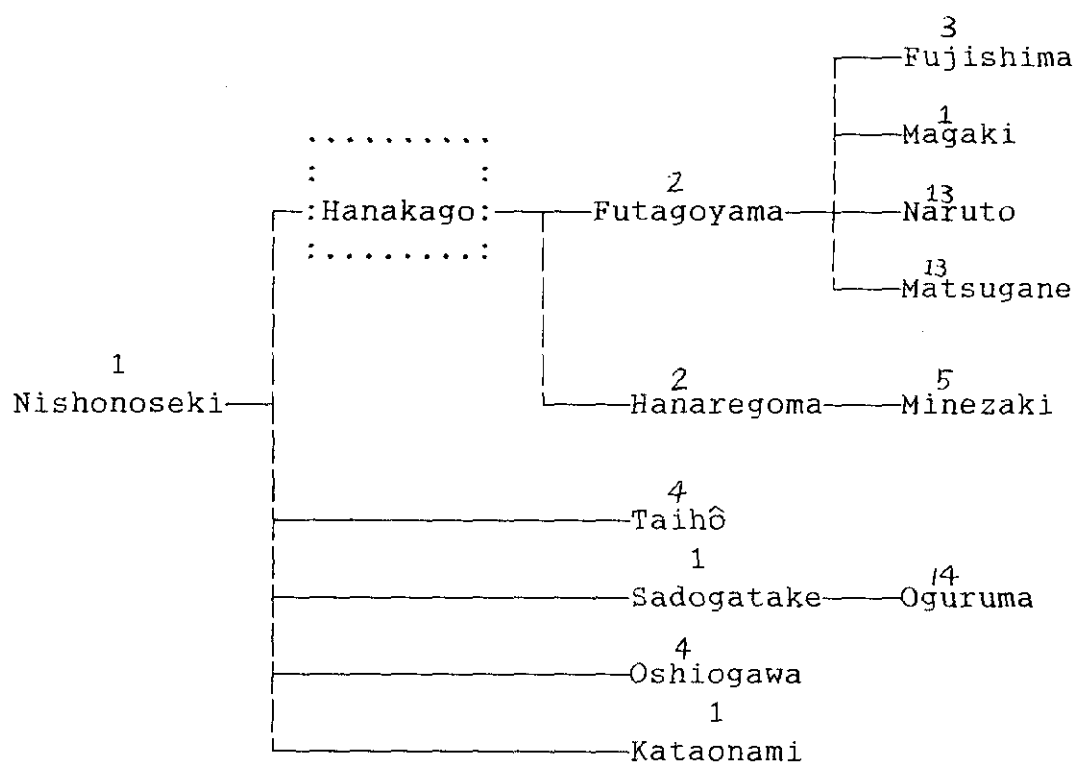 3
Fujishima
1
Magaki
Hanakago
2
Futagoyama
13
Naruto
13
Matsugane
1
Nishonoseki
2
Hanaregoma
5
Minezaki
4
Taihô
1
Sadogatake
14
Oguruma
4
Oshiogawa
1
Kataonami